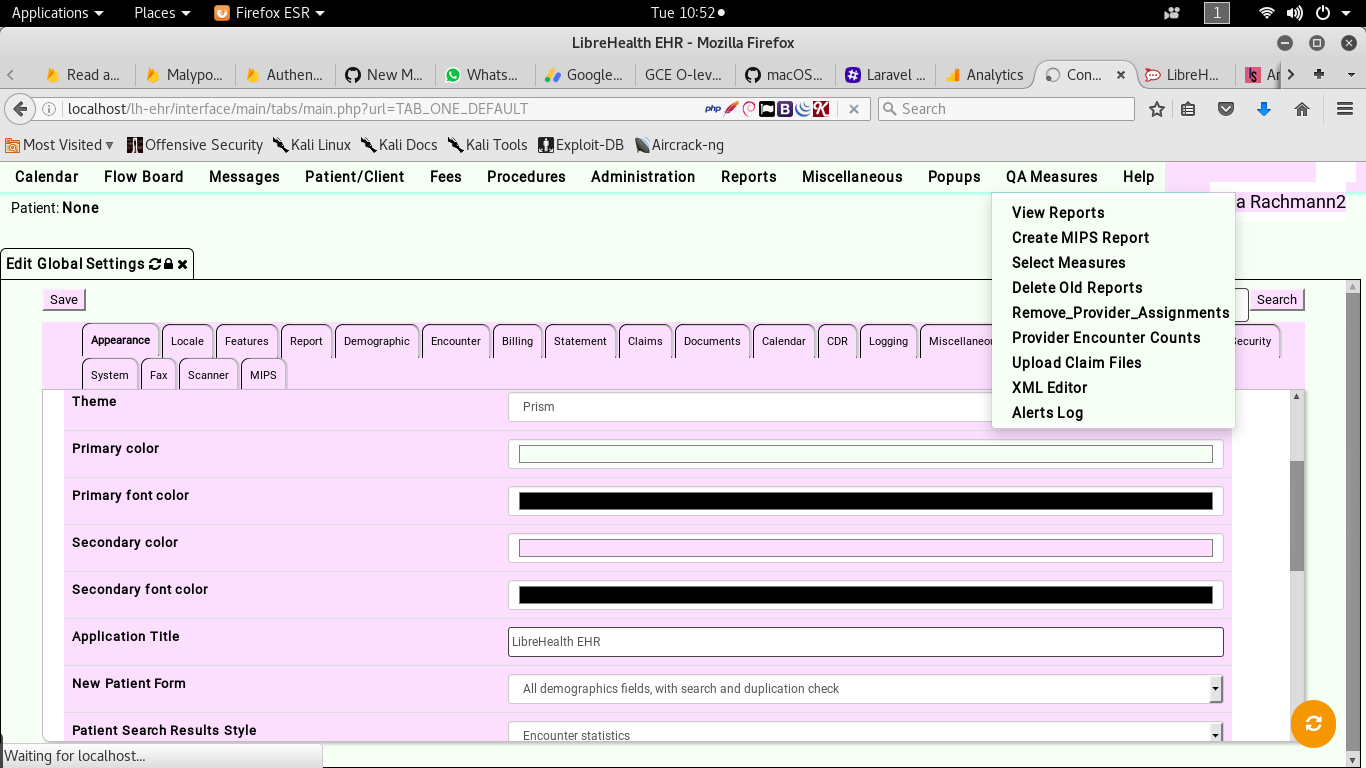 Applications Places Firefox ESR Tue 10:52 1
LibreHealth EHR - Mozilla Firefox
Read a... Malypo... Authen... New M... Whats... Google... GCE O-lev... macOS... Laravel ... Analytics Con... LibreH...
localhost/lh-ehr/interface/main/tabs/main.php?url=TAB_ONE_DEFAULT php B Search
Most Visited Offensive Security Kali Linux Kali Docs Kali Tools Exploit-DB Aircrack-ng
Calendar Flow Board Messages Patient/Client Fees Procedures Administration Reports Miscellaneous Popups QA Measures Help
Patient: None
a Rachmann2
View Reports
Create MIPS Report
Select Measures
Delete Old Reports
Remove_Provider_Assignments
Provider Encounter Counts
Upload Claim Files
XML Editor
Alerts Log
Edit Global Settings
Save Search
Appearance Locale Features Report Demographic Encounter Billing Statement Claims Documents Calendar CDR Logging Miscellaneou ecurity
System Fax Scanner MIPS
Theme Prism
Primary color
Primary font color
Secondary color
Secondary font color
Application Title LibreHealth EHR
New Patient Form All demographics fields, with search and duplication check
Patient Search Results Style Encounter statistics
Waiting for localhost...